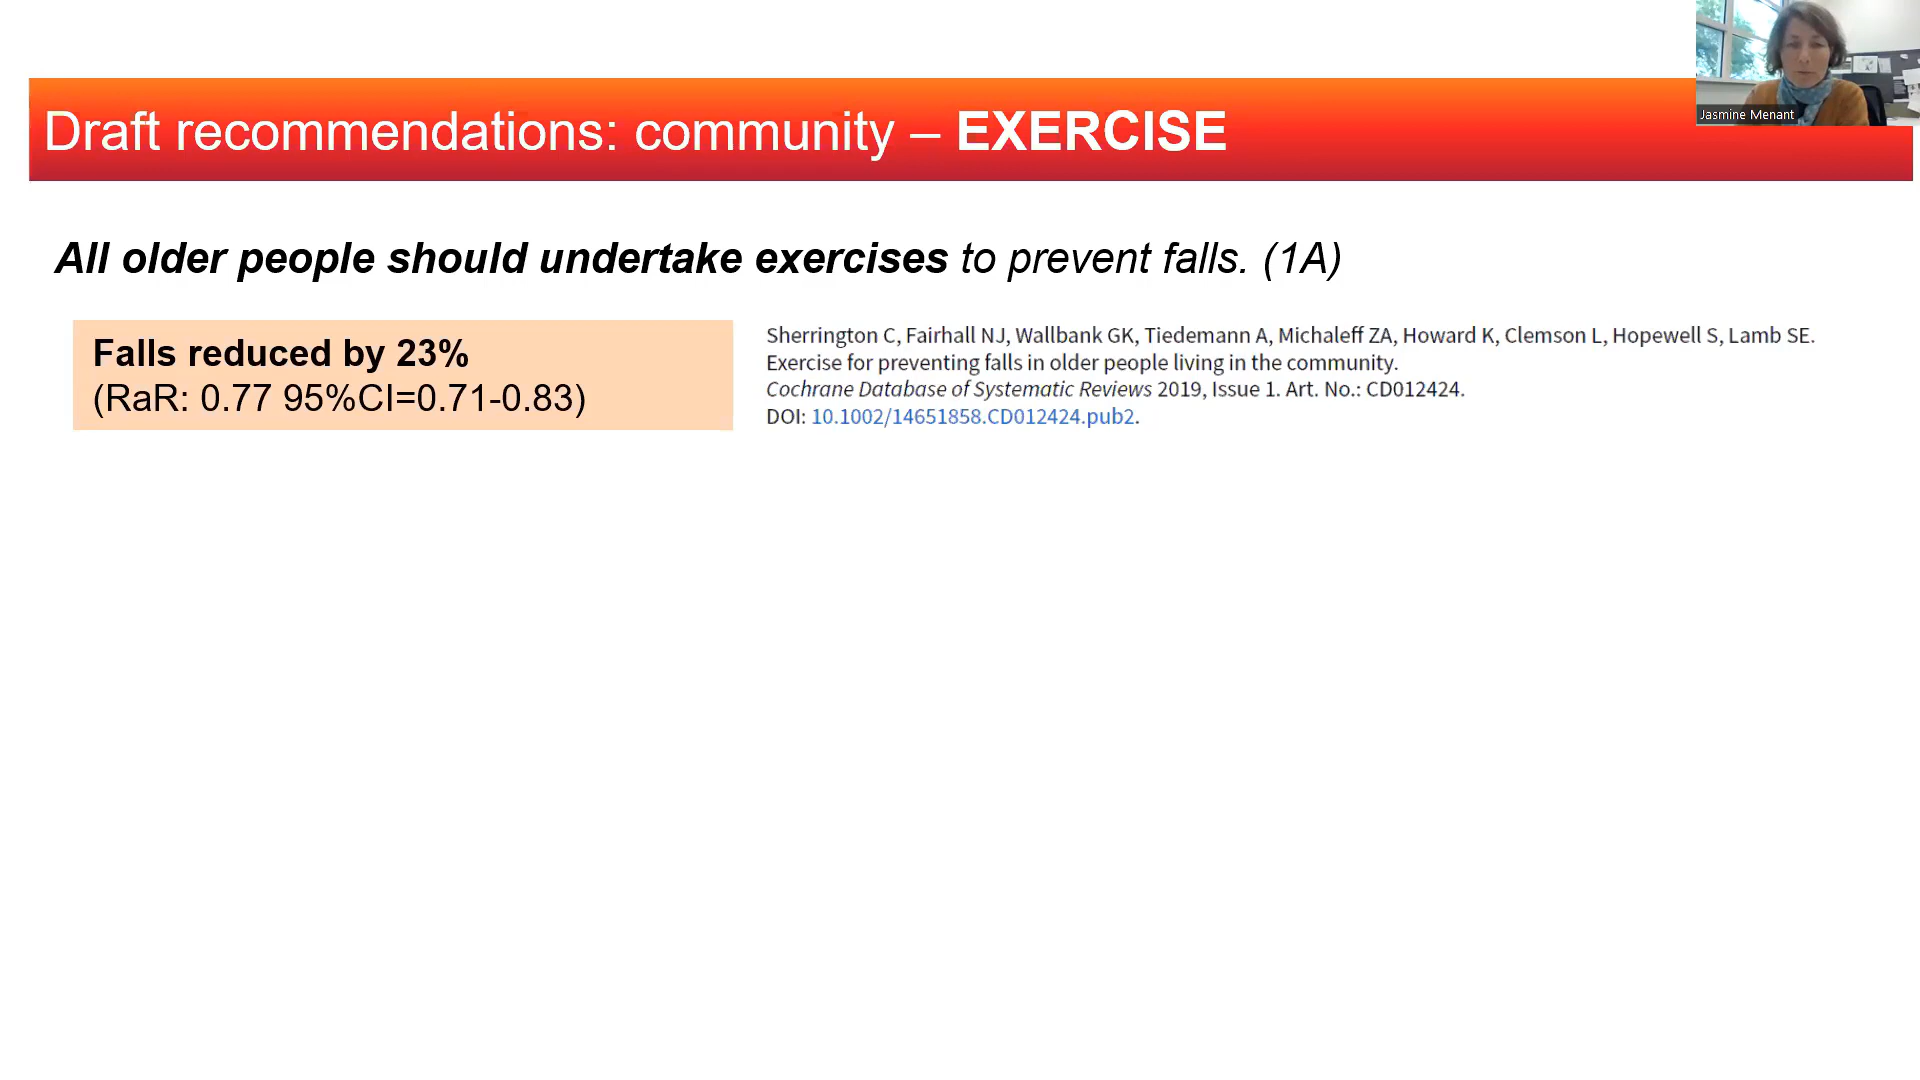 Jasmine Menant
Draft recommendations: community – EXERCISE
All older people should undertake exercises to prevent falls. (1A)
Falls reduced by 23%
(RaR: 0.77 95%CI=0.71-0.83)
Sherrington C, Fairhall NJ, Wallbank GK, Tiedemann A, Michaleff ZA, Howard K, Clemson L, Hopewell S, Lamb SE.
Exercise for preventing falls in older people living in the community.
Cochrane Database of Systematic Reviews 2019, Issue 1. Art. No.: CD012424.
DOI: 10.1002/14651858.CD012424.pub2.